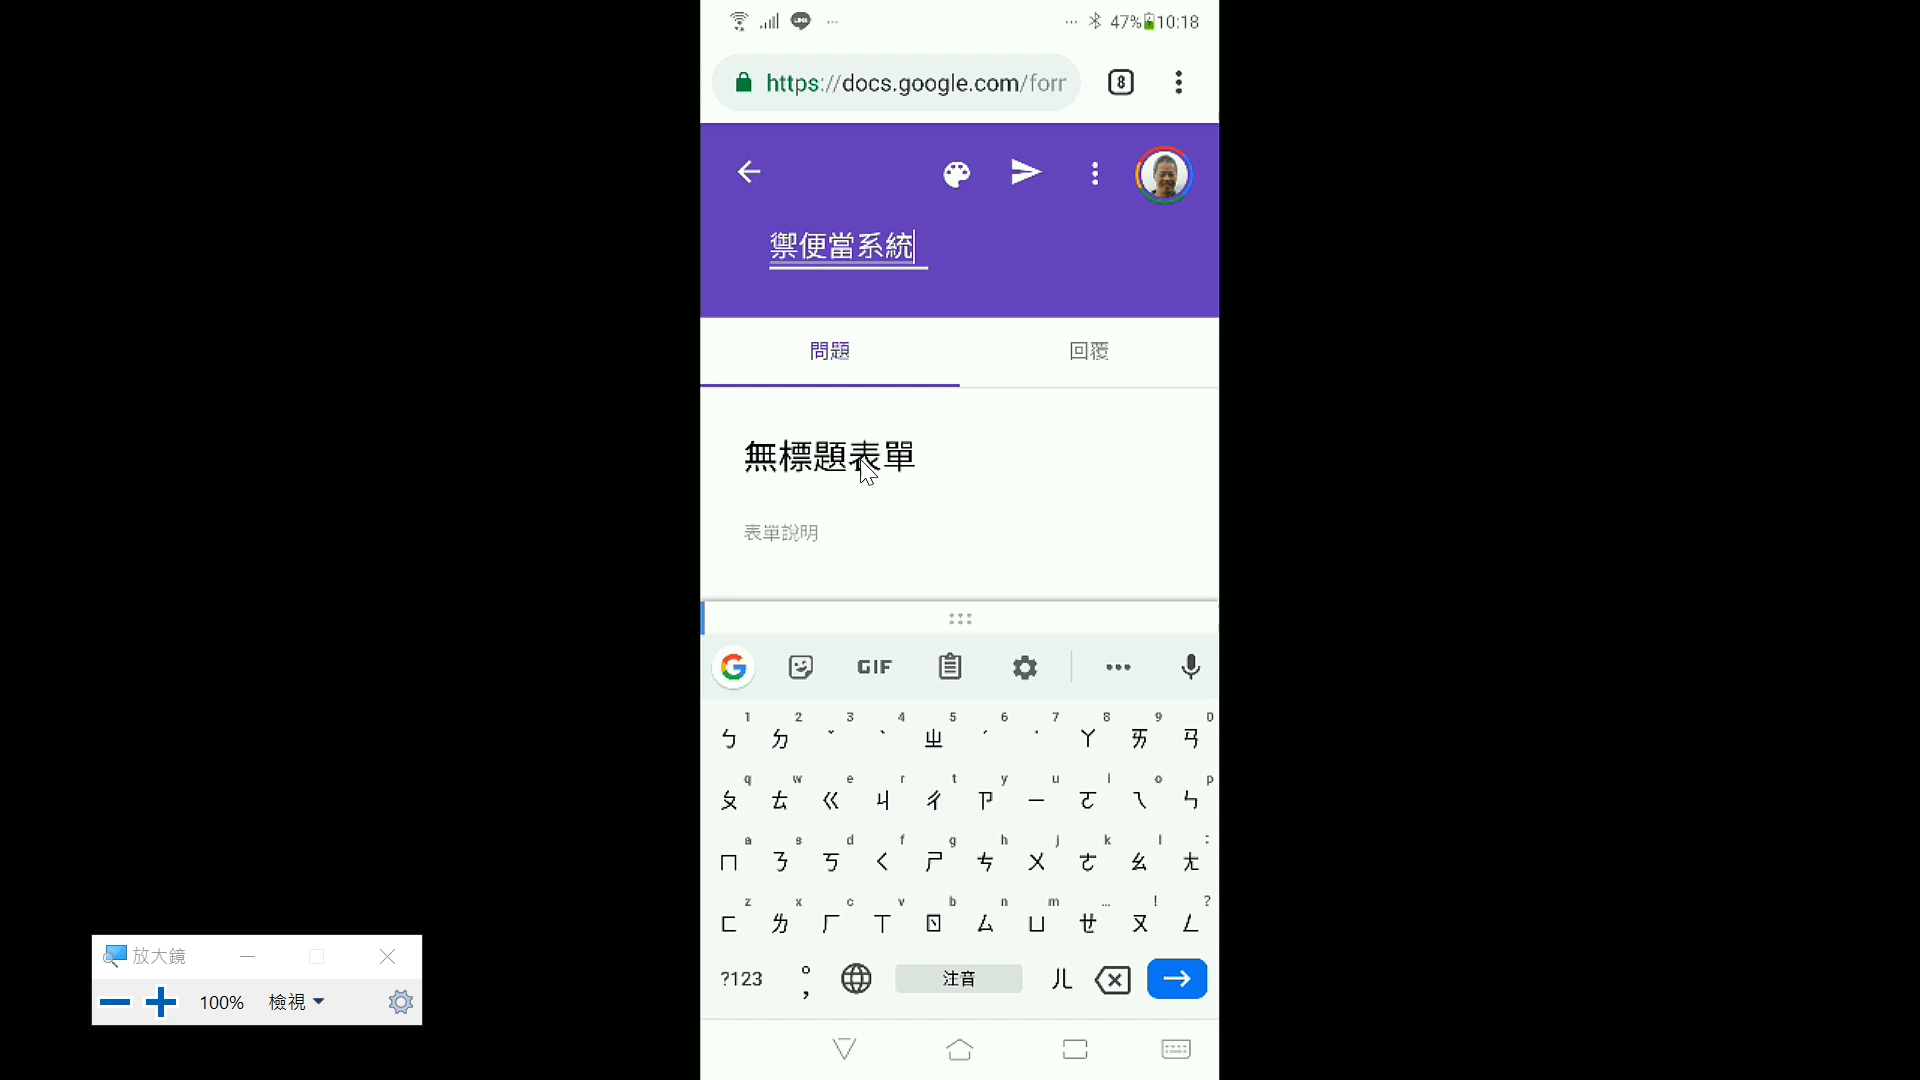 47% 10:18
https://docs.google.com/forr
8
禦便當系統
問題 回覆
無標題表單
表單說明
GIF
1 2 3 4 5 6 7 8 9 0
ㄅ ㄉ ˇ ˋ ㄓ ˊ ˙ ㄚ ㄞ ㄢ
q w e r t y u i o p
ㄆ ㄊ ㄍ ㄐ ㄔ ㄗ ㄧ ㄛ ㄟ ㄣ
a s d f g h j k l :
ㄇ ㄋ ㄎ ㄑ ㄕ ㄘ ㄨ ㄜ ㄠ ㄤ
z x c v b n m … ! ?
ㄈ ㄌ ㄏ ㄒ ㄖ ㄙ ㄩ ㄝ ㄡ ㄥ
?123 ° , 注音 ㄦ
放大鏡
100% 檢視